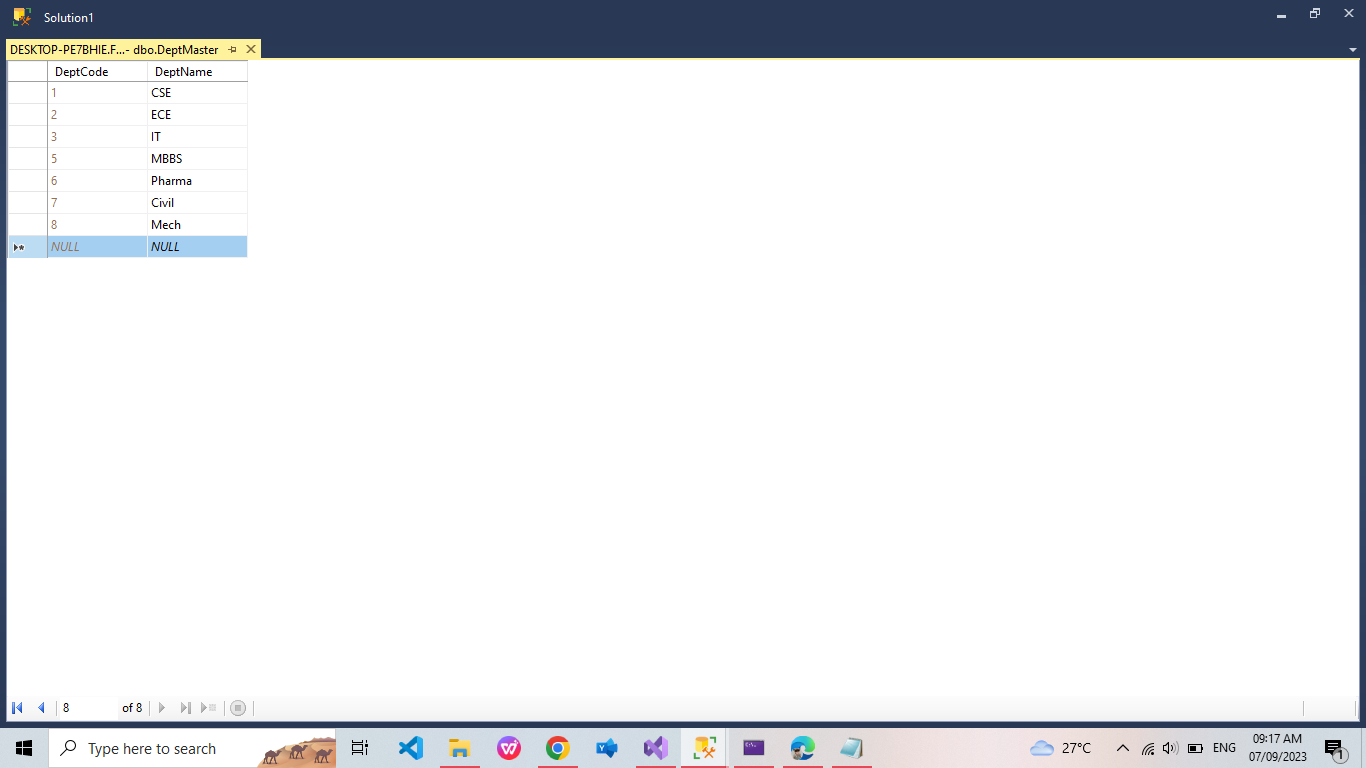 Solution1
DESKTOP-PE7BHIE.F...- dbo.DeptMaster
DeptCode DeptName
1 CSE
2 ECE
3 IT
5 MBBS
6 Pharma
7 Civil
8 Mech
NULL NULL
8 of 8
Type here to search
27°C
ENG
09:17 AM
07/09/2023
1